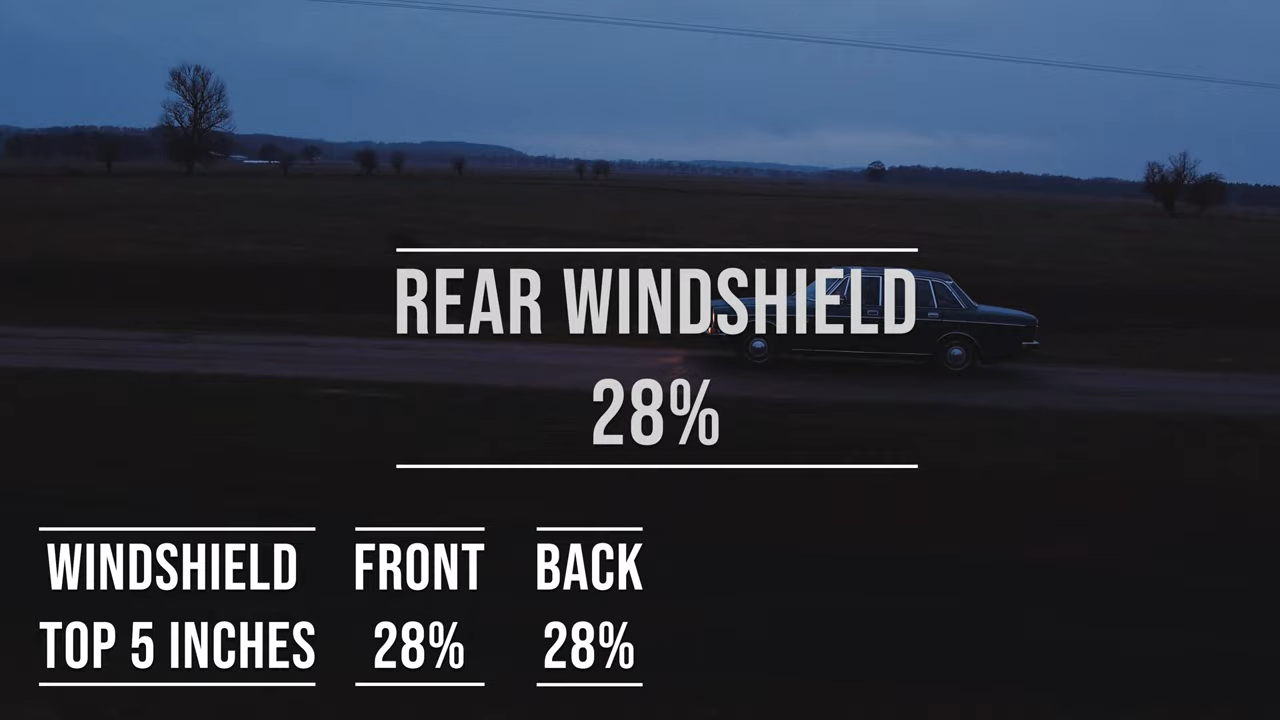 REAR WINDSHIELD
28%
WINDSHIELD
TOP 5 INCHES
FRONT
28%
BACK
28%